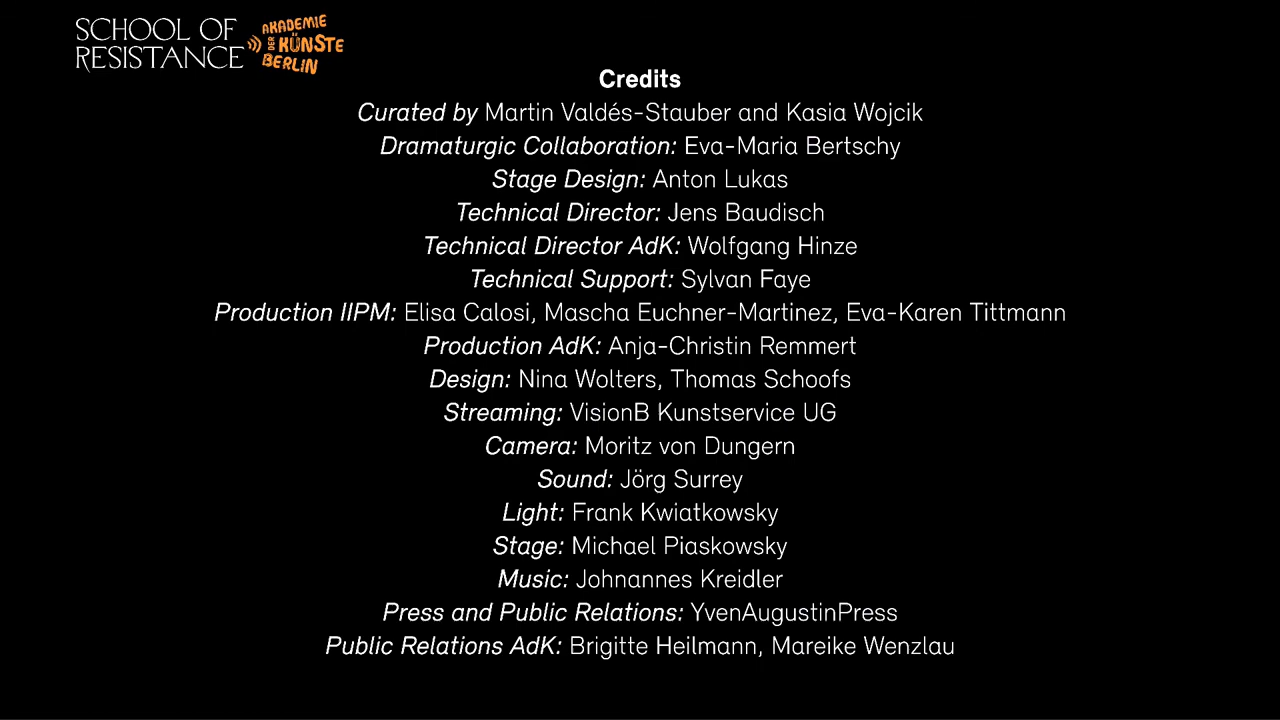 SCHOOL OF
RESISTANCE
AKADEMIE
DER KÜNSTE
BERLIN
Credits
Curated by Martin Valdés-Stauber and Kasia Wojcik
Dramaturgic Collaboration: Eva-Maria Bertschy
Stage Design: Anton Lukas
Technical Director: Jens Baudisch
Technical Director AdK: Wolfgang Hinze
Technical Support: Sylvan Faye
Production IIPM: Elisa Calosi, Mascha Euchner-Martinez, Eva-Karen Tittmann
Production AdK: Anja-Christin Remmert
Design: Nina Wolters, Thomas Schoofs
Streaming: VisionB Kunstservice UG
Camera: Moritz von Dungern
Sound: Jörg Surrey
Light: Frank Kwiatkowsky
Stage: Michael Piaskowsky
Music: Johnannes Kreidler
Press and Public Relations: YvenAugustinPress
Public Relations AdK: Brigitte Heilmann, Mareike Wenzlau